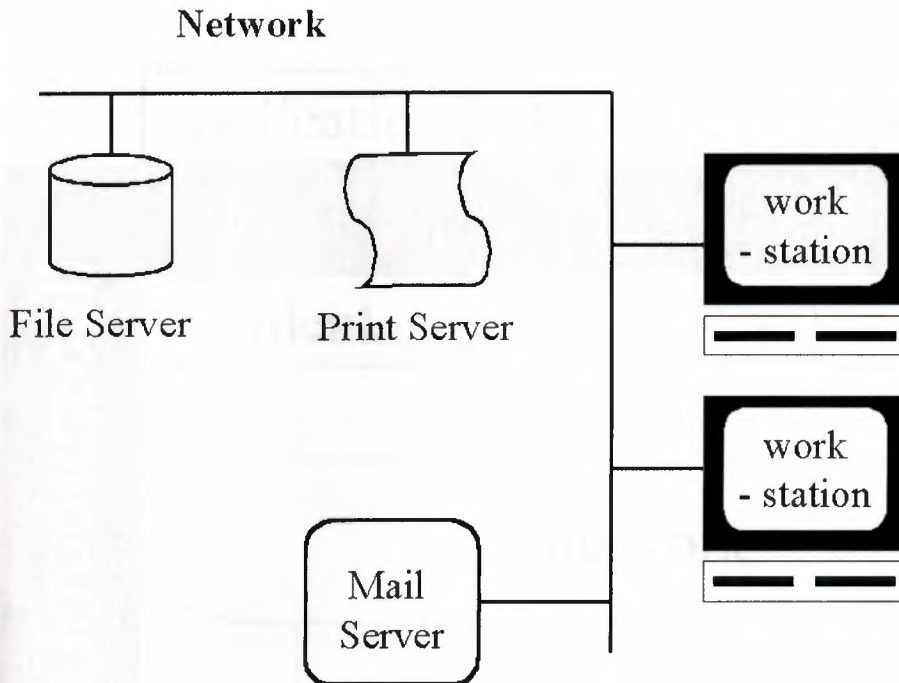 Network
work
- station
File Server
Print Server
work
- station
Mail
Server